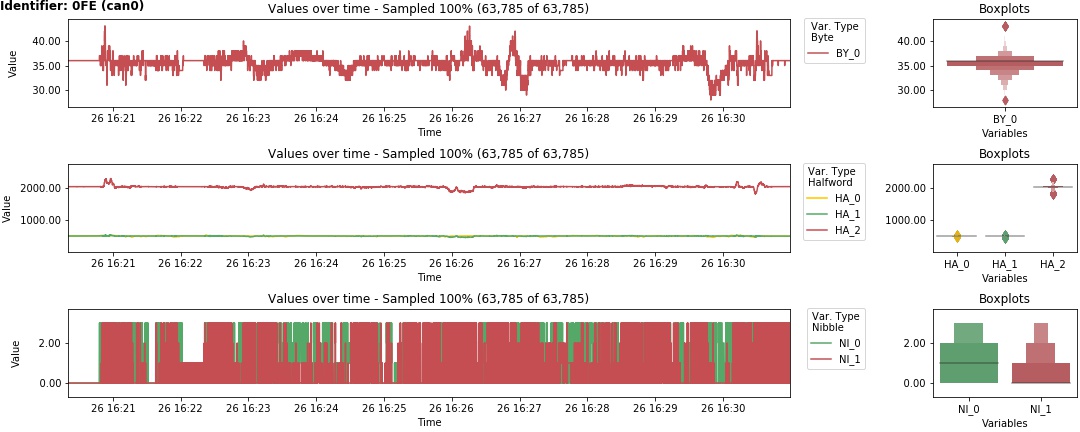 Identifier: 0FE (can0)
Values over time - Sampled 100% (63,785 of 63,785)
Value
40.00
35.00
30.00
26 16:21 26 16:22 26 16:23 26 16:24 26 16:25 26 16:26 26 16:27 26 16:28 26 16:29 26 16:30
Time
Var. Type
Byte
BY_0
Boxplots
40.00
35.00
30.00
BY_0
Variables
Values over time - Sampled 100% (63,785 of 63,785)
Value
2000.00
1000.00
26 16:21 26 16:22 26 16:23 26 16:24 26 16:25 26 16:26 26 16:27 26 16:28 26 16:29 26 16:30
Time
Var. Type
Halfword
HA_0
HA_1
HA_2
Boxplots
2000.00
1000.00
HA_0 HA_1 HA_2
Variables
Values over time - Sampled 100% (63,785 of 63,785)
Value
2.00
0.00
26 16:21 26 16:22 26 16:23 26 16:24 26 16:25 26 16:26 26 16:27 26 16:28 26 16:29 26 16:30
Time
Var. Type
Nibble
NI_0
NI_1
Boxplots
2.00
0.00
NI_0 NI_1
Variables